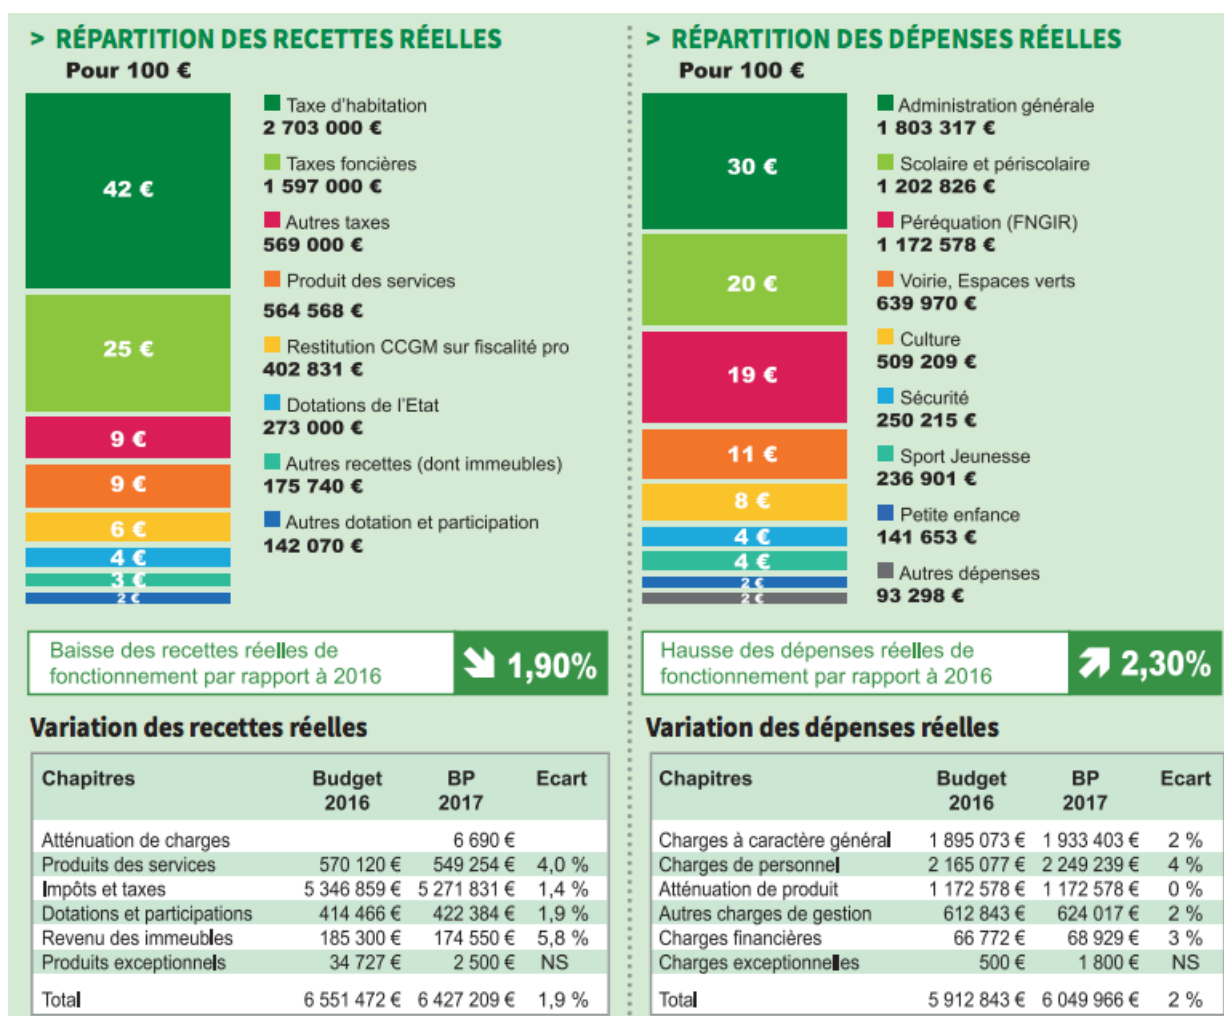 > RÉPARTITION DES RECETTES RÉELLES
Pour 100 €
42 €
25 €
9 €
9 €
6 €
4 €
3 €
2 €
Taxe d'habitation
2 703 000 €
Taxes foncières
1 597 000 €
Autres taxes
569 000 €
Produit des services
564 568 €
Restitution CCGM sur fiscalité pro
402 831 €
Dotations de l'Etat
273 000 €
Autres recettes (dont immeubles)
175 740 €
Autres dotation et participation
142 070 €
Baisse des recettes réelles de
fonctionnement par rapport à 2016
1,90%
Variation des recettes réelles
Chapitres Budget 2016 BP 2017 Ecart
Atténuation de charges 6 690 €
Produits des services 570 120 € 549 254 € 4,0 %
Impôts et taxes 5 346 859 € 5 271 831 € 1,4 %
Dotations et participations 414 466 € 422 384 € 1,9 %
Revenu des immeubles 185 300 € 174 550 € 5,8 %
Produits exceptionnels 34 727 € 2 500 € NS
Total 6 551 472 € 6 427 209 € 1,9 %
> RÉPARTITION DES DÉPENSES RÉELLES
Pour 100 €
30 €
20 €
19 €
11 €
8 €
4 €
4 €
2 €
2 €
Administration générale
1 803 317 €
Scolaire et périscolaire
1 202 826 €
Péréquation (FNGIR)
1 172 578 €
Voirie, Espaces verts
639 970 €
Culture
509 209 €
Sécurité
250 215 €
Sport Jeunesse
236 901 €
Petite enfance
141 653 €
Autres dépenses
93 298 €
Hausse des dépenses réelles de
fonctionnement par rapport à 2016
2,30%
Variation des dépenses réelles
Chapitres Budget 2016 BP 2017 Ecart
Charges à caractère général 1 895 073 € 1 933 403 € 2 %
Charges de personnel 2 165 077 € 2 249 239 € 4 %
Atténuation de produit 1 172 578 € 1 172 578 € 0 %
Autres charges de gestion 612 843 € 624 017 € 2 %
Charges financières 66 772 € 68 929 € 3 %
Charges exceptionnelles 500 € 1 800 € NS
Total 5 912 843 € 6 049 966 € 2 %